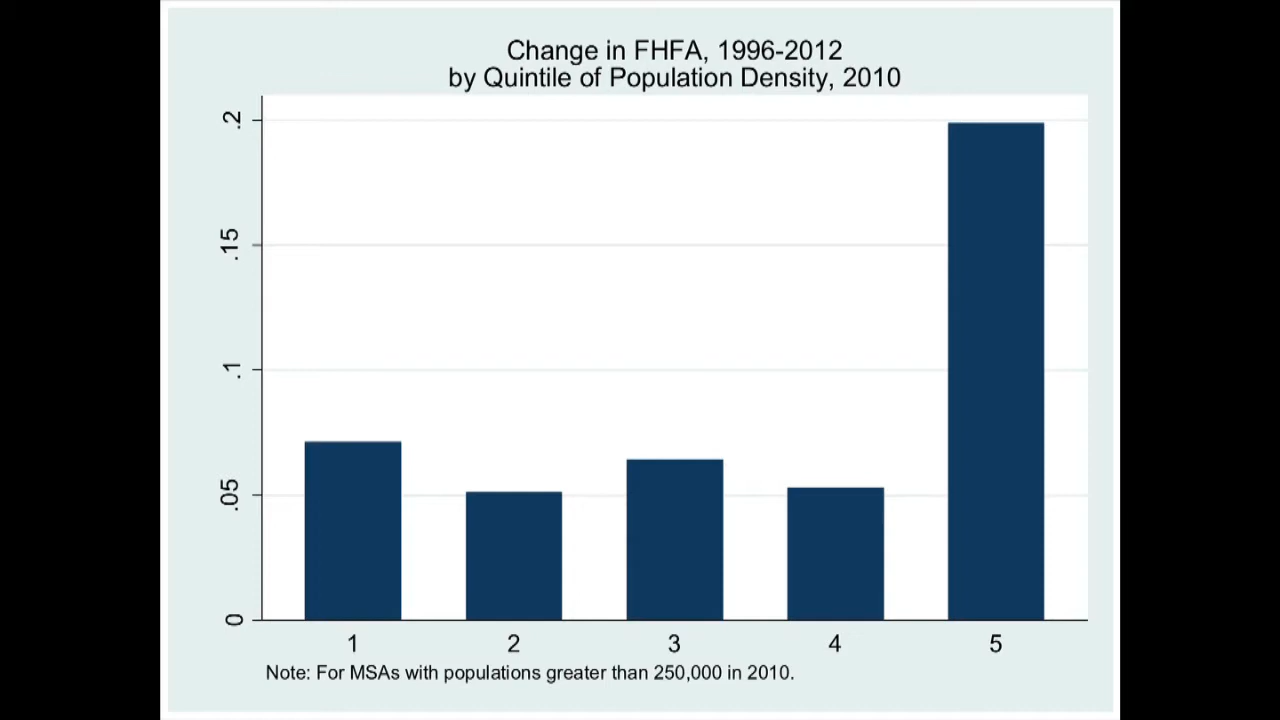 Change in FHFA, 1996-2012
by Quintile of Population Density, 2010
.2
.15
.1
.05
0
1 2 3 4 5
Note: For MSAs with populations greater than 250,000 in 2010.